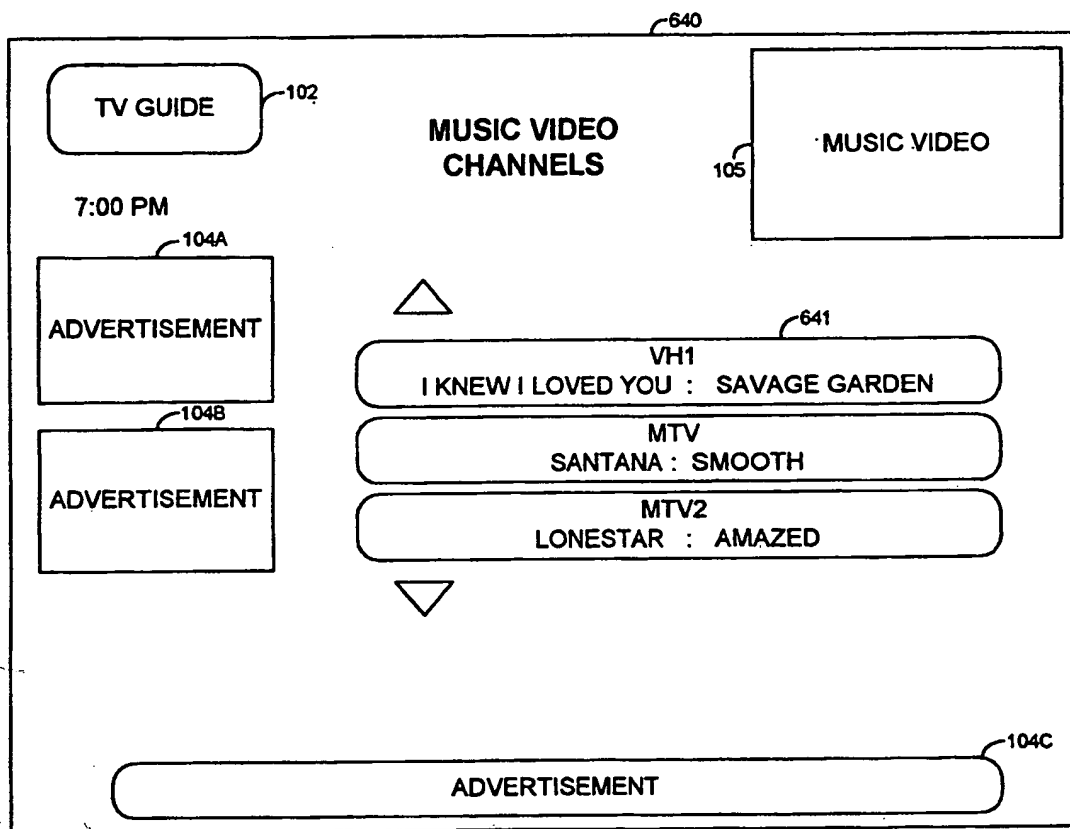 640
TV GUIDE
102
MUSIC VIDEO
CHANNELS
105
MUSIC VIDEO
7:00 PM
104A
ADVERTISEMENT
641
VH1
I KNEW I LOVED YOU : SAVAGE GARDEN
104B
ADVERTISEMENT
MTV
SANTANA : SMOOTH
MTV2
LONESTAR : AMAZED
104C
ADVERTISEMENT